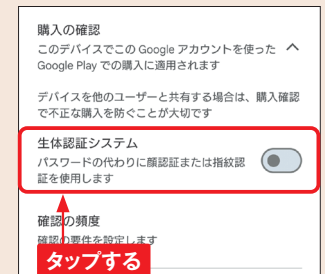 購入の確認
このデバイスでこの Google アカウントを使った
Google Play での購入に適用されます
デバイスを他のユーザーと共有する場合は、購入確認
で不正な購入を防ぐことが大切です
生体認証システム
パスワードの代わりに顔認証または指紋認
証を使用します
確認の頻度
確認の要件を設定します
タップする